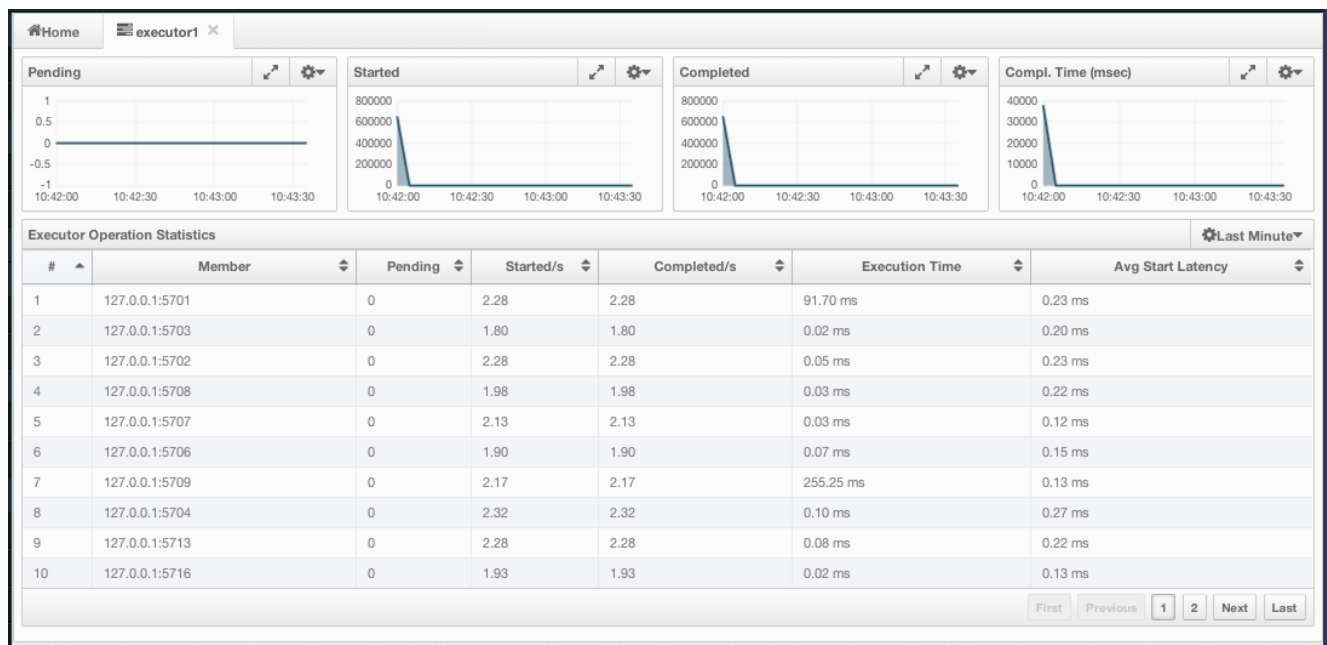 Home executor1
Pending Started Completed Compl. Time (msec)
1
0.5
0
-0.5
-1
10:42:00 10:42:30 10:43:00 10:43:30
800000
600000
400000
200000
0
10:42:00 10:42:30 10:43:00 10:43:30
800000
600000
400000
200000
0
10:42:00 10:42:30 10:43:00 10:43:30
40000
30000
20000
10000
0
10:42:00 10:42:30 10:43:00 10:43:30
Executor Operation Statistics Last Minute
# Member Pending Started/s Completed/s Execution Time Avg Start Latency
1 127.0.0.1:5701 0 2.28 2.28 91.70 ms 0.23 ms
2 127.0.0.1:5703 0 1.80 1.80 0.02 ms 0.20 ms
3 127.0.0.1:5702 0 2.28 2.28 0.05 ms 0.23 ms
4 127.0.0.1:5708 0 1.98 1.98 0.03 ms 0.22 ms
5 127.0.0.1:5707 0 2.13 2.13 0.03 ms 0.12 ms
6 127.0.0.1:5706 0 1.90 1.90 0.07 ms 0.15 ms
7 127.0.0.1:5709 0 2.17 2.17 255.25 ms 0.13 ms
8 127.0.0.1:5704 0 2.32 2.32 0.10 ms 0.27 ms
9 127.0.0.1:5713 0 2.28 2.28 0.08 ms 0.22 ms
10 127.0.0.1:5716 0 1.93 1.93 0.02 ms 0.13 ms
First Previous 1 2 Next Last